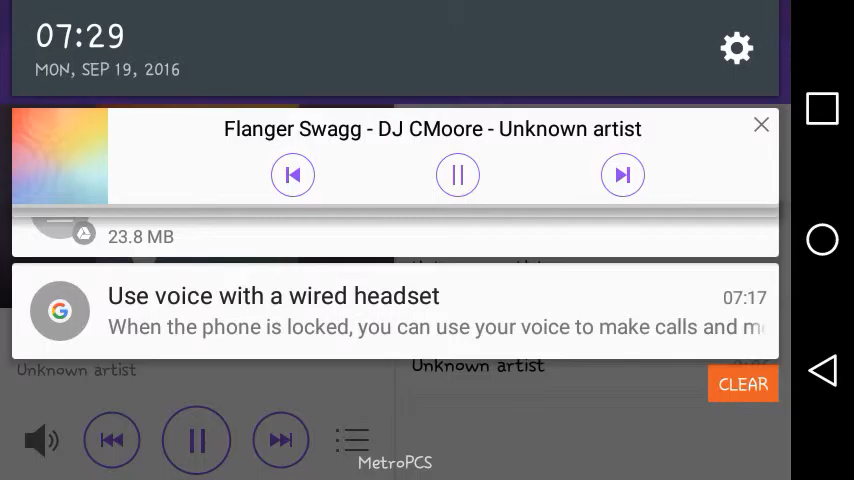 07:29
MON, SEP 19, 2016
Flanger Swagg - DJ CMoore - Unknown artist
23.8 MB
Use voice with a wired headset
07:17
When the phone is locked, you can use your voice to make calls and
Unknown artist
Unknown artist
CLEAR
MetroPCS